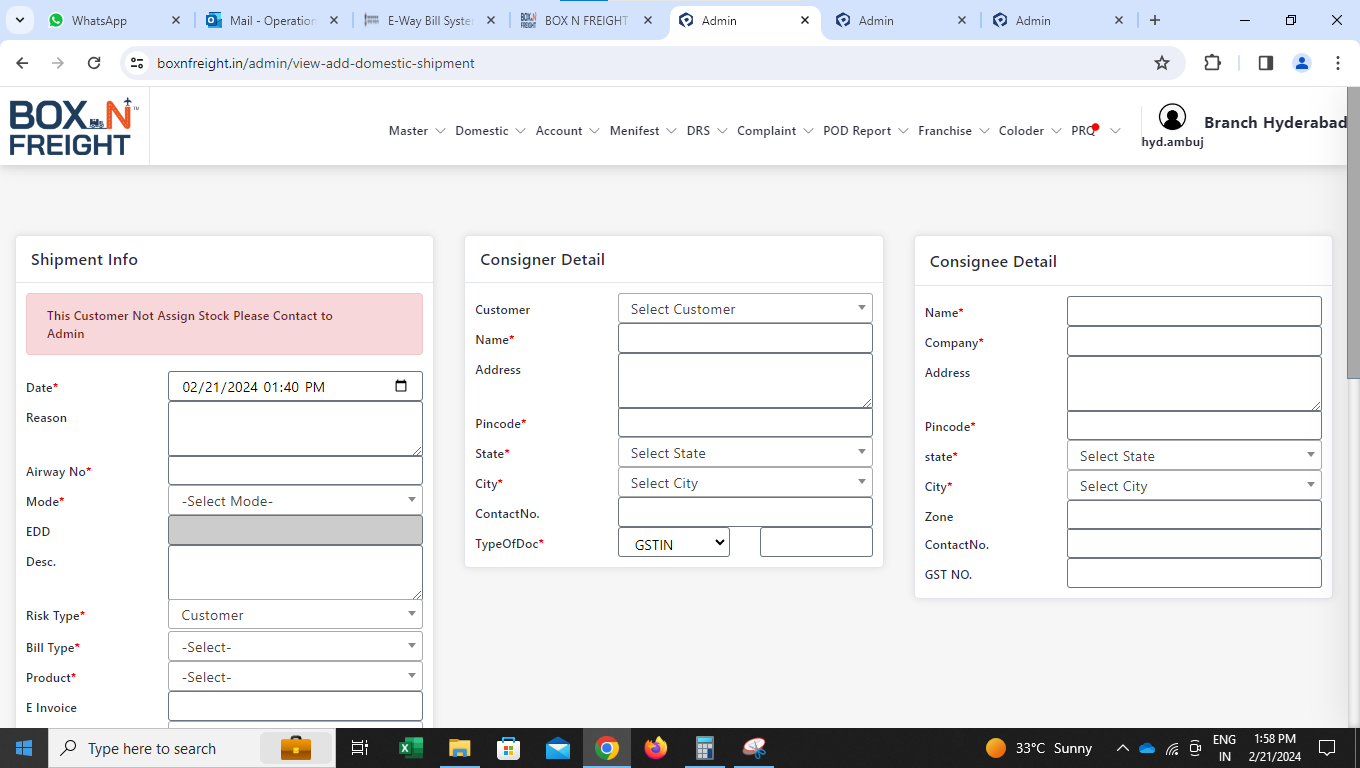 WhatsApp
Mail - Operation
E-Way Bill Syste
BOX N FREIGHT
BOX N FREIGHT
Admin
Admin
Admin
boxnfreight.in/admin/view-add-domestic-shipment
BOX N
FREIGHT
TM
Master
Domestic
Account
Menifest
DRS
Complaint
POD Report
Franchise
Coloder
PRQ
hyd.ambuj
Branch Hyderabad
Shipment Info
This Customer Not Assign Stock Please Contact to
Admin
Date*
02/21/2024 01:40 PM
Reason
Airway No*
Mode*
-Select Mode-
EDD
Desc.
Risk Type*
Customer
Bill Type*
-Select-
Product*
-Select-
E Invoice
Consigner Detail
Customer
Select Customer
Name*
Address
Pincode*
State*
Select State
City*
Select City
ContactNo.
TypeOfDoc*
GSTIN
Consignee Detail
Name*
Company*
Address
Pincode*
state*
Select State
City*
Select City
Zone
ContactNo.
GST NO.
Type here to search
33°C Sunny
ENG
IN
1:58 PM
2/21/2024